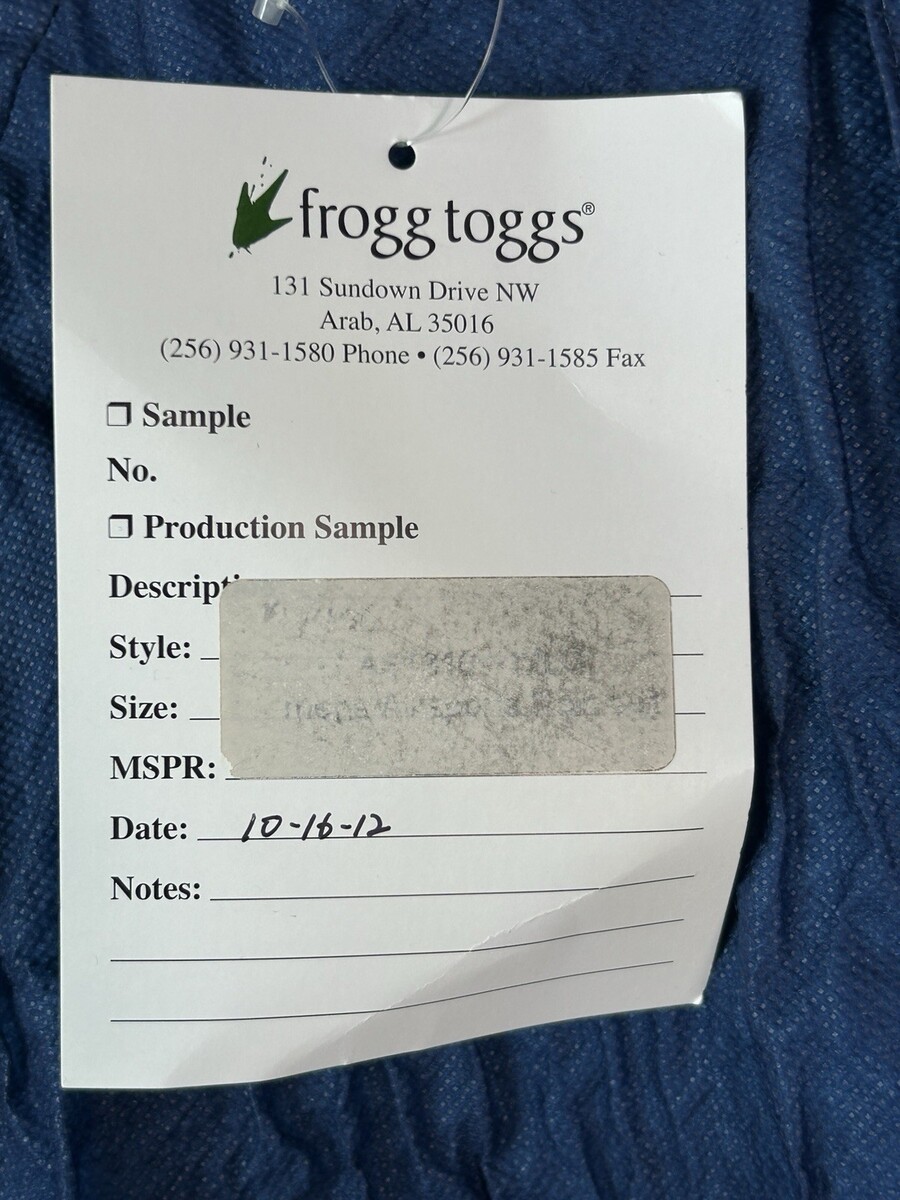 frogg toggs®
131 Sundown Drive NW
Arab, AL 35016
(256) 931-1580 Phone • (256) 931-1585 Fax
❒ Sample
No.
❒ Production Sample
Descripti
Style:
Size:
MSPR:
Date: 10-16-12
Notes: